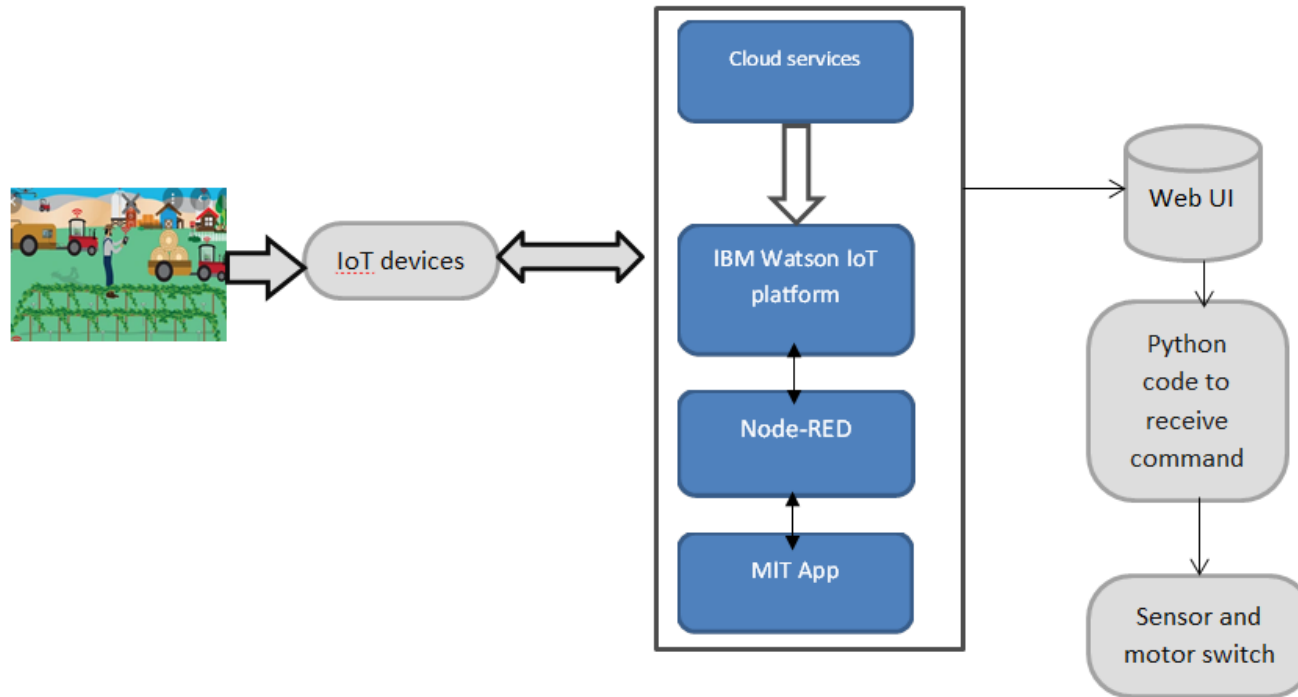 Cloud services
IoT devices
IBM Watson IoT
platform
Node-RED
MIT App
Web UI
Python
code to
receive
command
Sensor and
motor switch